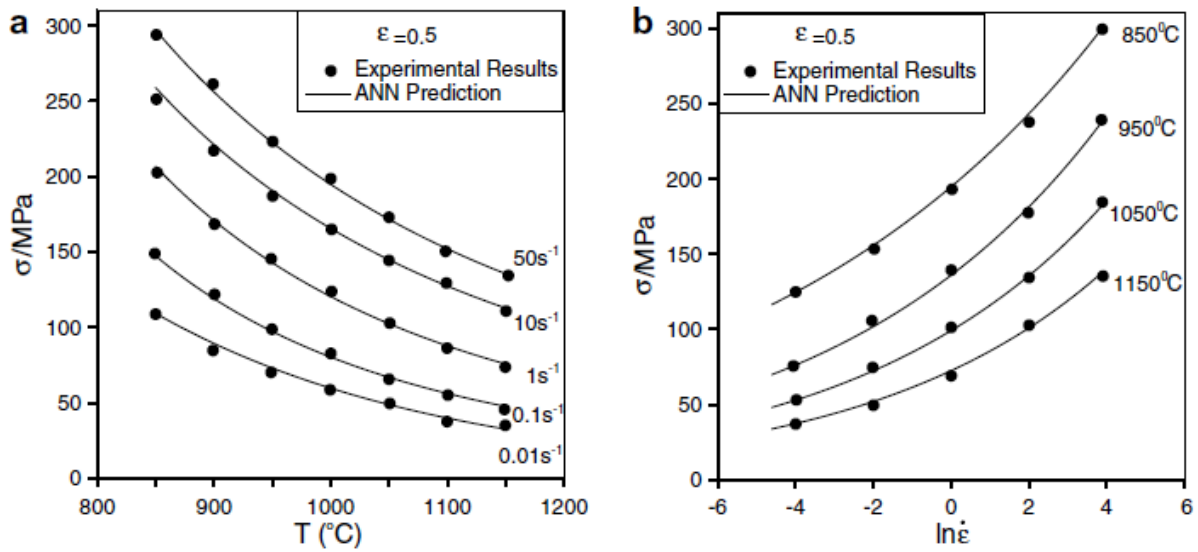 a
ε =0.5
Experimental Results
ANN Prediction
σ/MPa
300
250
200
150
100
50
0
50s⁻¹
10s⁻¹
1s⁻¹
0.1s⁻¹
0.01s⁻¹
800
900
1000
1100
1200
T (°C)
b
ε =0.5
Experimental Results
ANN Prediction
σ/MPa
300
250
200
150
100
50
0
850⁰C
950⁰C
1050⁰C
1150⁰C
-6
-4
-2
0
2
4
6
lnε̇